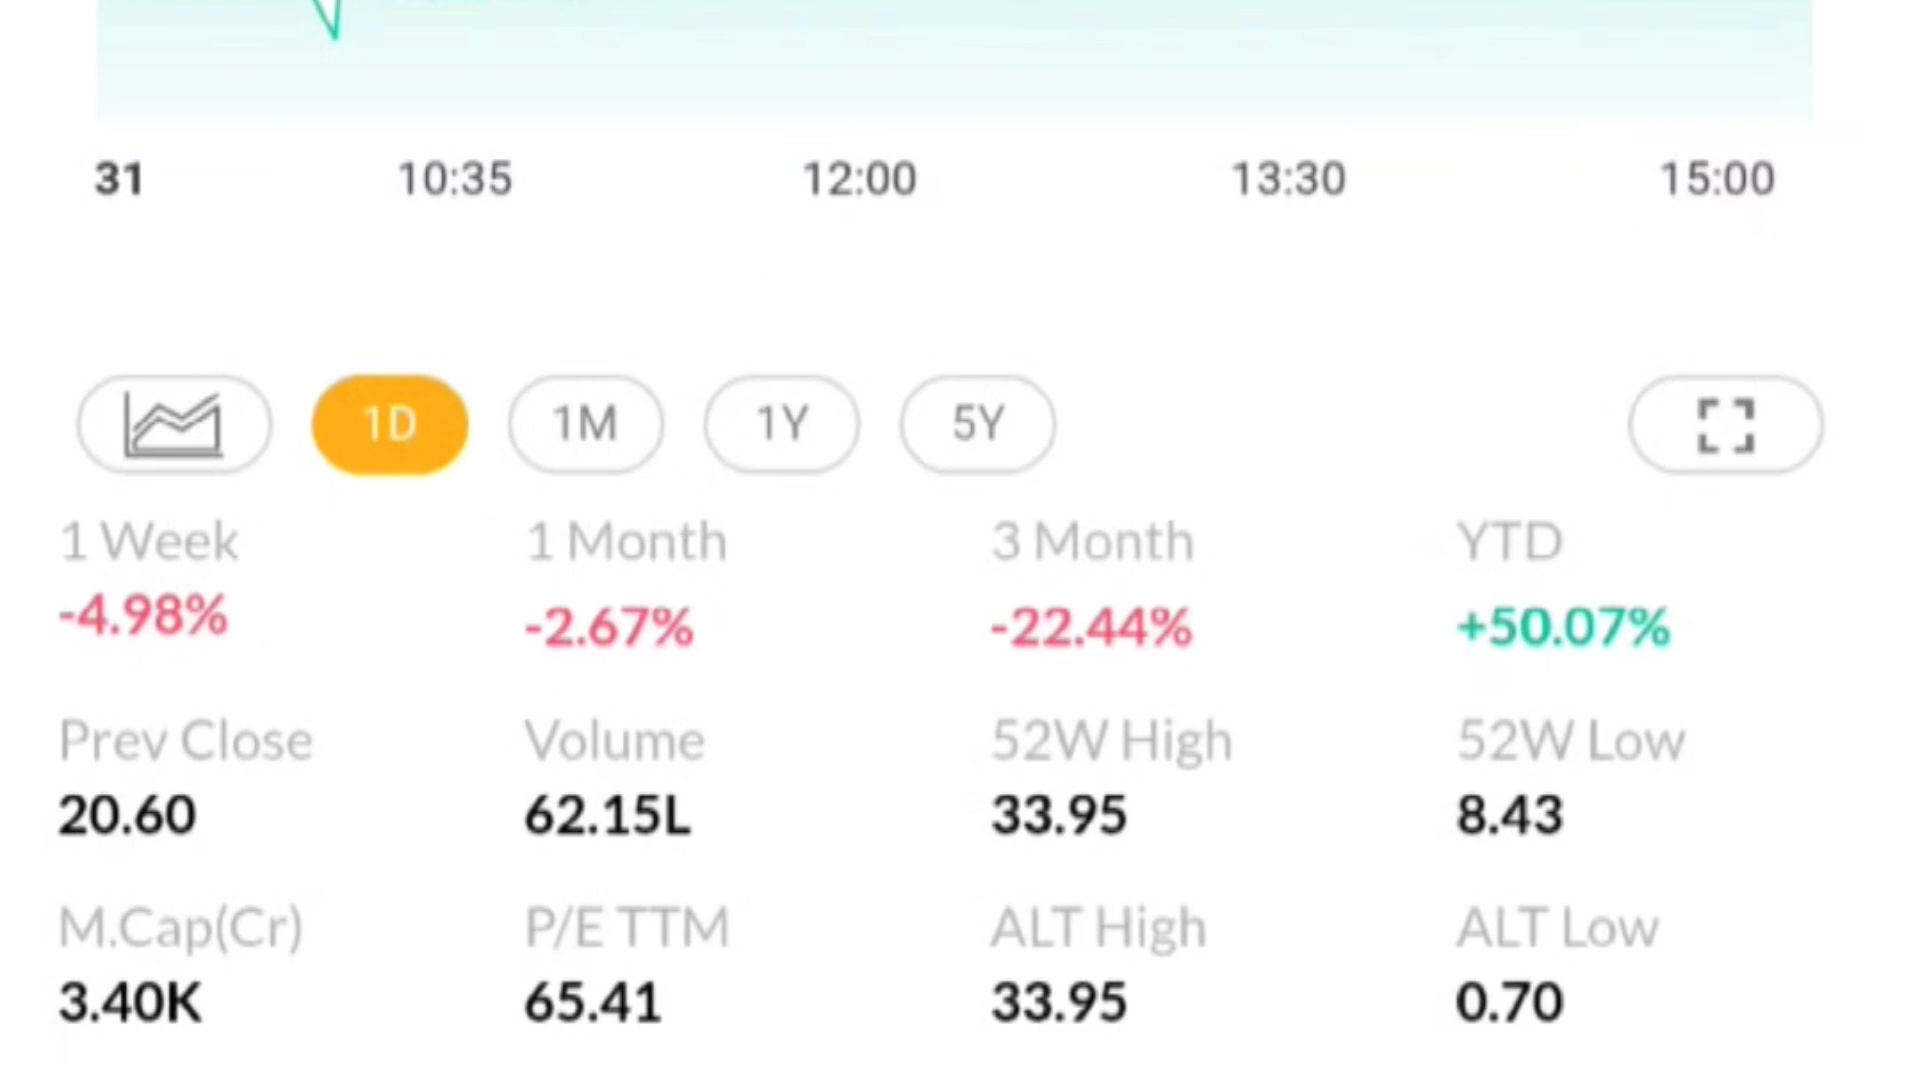 31 10:35 12:00 13:30 15:00
1D 1M 1Y 5Y
1 Week 1 Month 3 Month YTD
-4.98% -2.67% -22.44% +50.07%
Prev Close Volume 52W High 52W Low
20.60 62.15L 33.95 8.43
M.Cap(Cr) P/E TTM ALT High ALT Low
3.40K 65.41 33.95 0.70